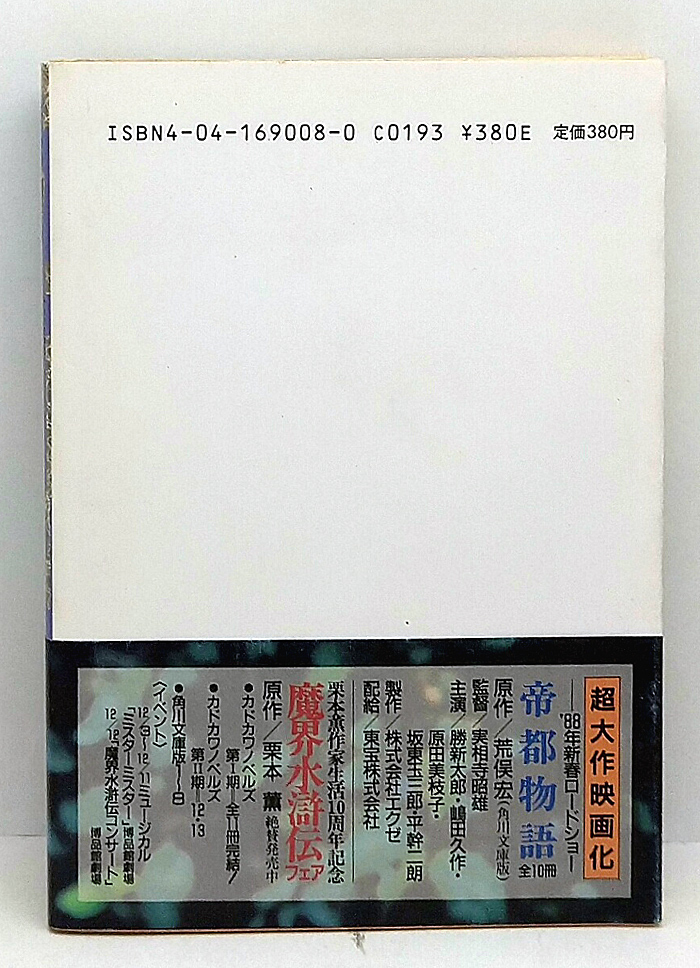 ISBN4-04-169008-0 C0193 ¥380E 定価380円
超大作映画化
——'88年新春ロードショー
帝都物語 全10冊
原作／荒俣宏(角川文庫版)
監督／実相寺昭雄
主演／勝新太郎・嶋田久作・
原田美枝子・
坂東玉三郎・平幹二朗
製作／株式会社エクゼ
配給／東宝株式会社
栗本薫作家生活10周年記念
魔界水滸伝フェア
原作／栗本 薫 絶賛発売中
●カドカワノベルズ
第Ⅰ期—全11冊完結！
●カドカワノベルズ
第Ⅱ期—12・13
●角川文庫版1〜8
〈イベント〉
12/9〜12/11ミュージカル
「ミスターミスター」博品館劇場
12/12「魔界水滸伝コンサート」
博品館劇場